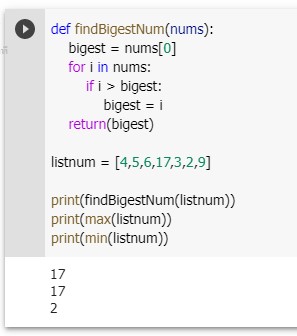 def findBigestNum(nums):
    bigest = nums[0]
    for i in nums:
        if i > bigest:
            bigest = i
    return(bigest)

listnum = [4,5,6,17,3,2,9]

print(findBigestNum(listnum))
print(max(listnum))
print(min(listnum))
17
17
2